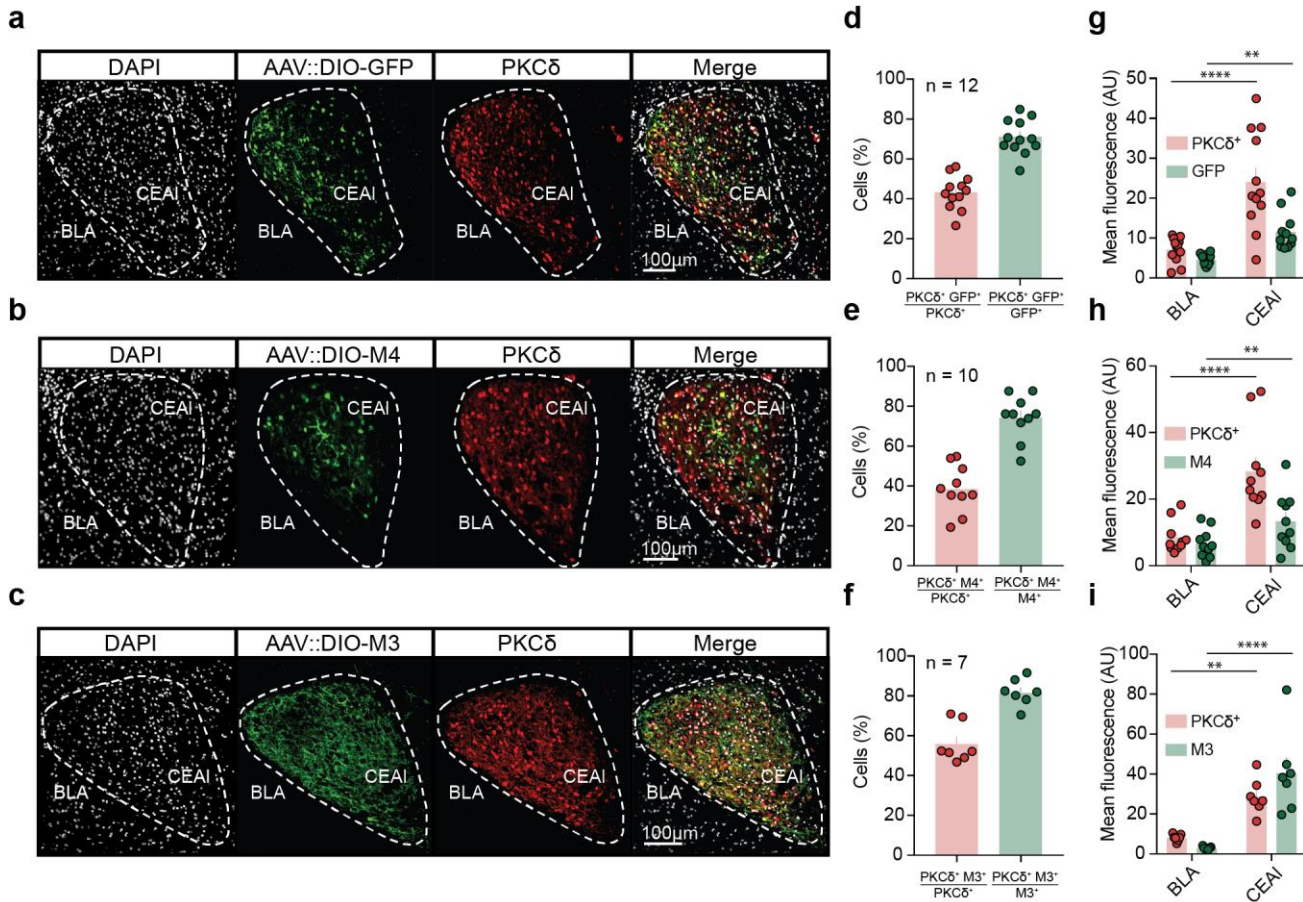 a
DAPI AAV::DIO-GFP PKCδ Merge
CEAl CEAl CEAl CEAl
BLA BLA BLA BLA
100µm
b
DAPI AAV::DIO-M4 PKCδ Merge
CEAl CEAl CEAl CEAl
BLA BLA BLA BLA
100µm
c
DAPI AAV::DIO-M3 PKCδ Merge
CEAl CEAl CEAl CEAl
BLA BLA BLA BLA
100µm
d
Cells (%)
100
80
60
40
20
0
n = 12
PKCδ⁺ GFP⁺ PKCδ⁺ GFP⁺
PKCδ⁺ GFP⁺
e
Cells (%)
100
80
60
40
20
0
n = 10
PKCδ⁺ M4⁺ PKCδ⁺ M4⁺
PKCδ⁺ M4⁺
f
Cells (%)
100
80
60
40
20
0
n = 7
PKCδ⁺ M3⁺ PKCδ⁺ M3⁺
PKCδ⁺ M3⁺
g
Mean fluorescence (AU)
50
40
30
20
10
0
**
****
PKCδ⁺
GFP
BLA CEAl
h
Mean fluorescence (AU)
60
40
20
0
**
****
PKCδ⁺
M4
BLA CEAl
i
Mean fluorescence (AU)
100
80
60
40
20
0
****
**
PKCδ⁺
M3
BLA CEAl